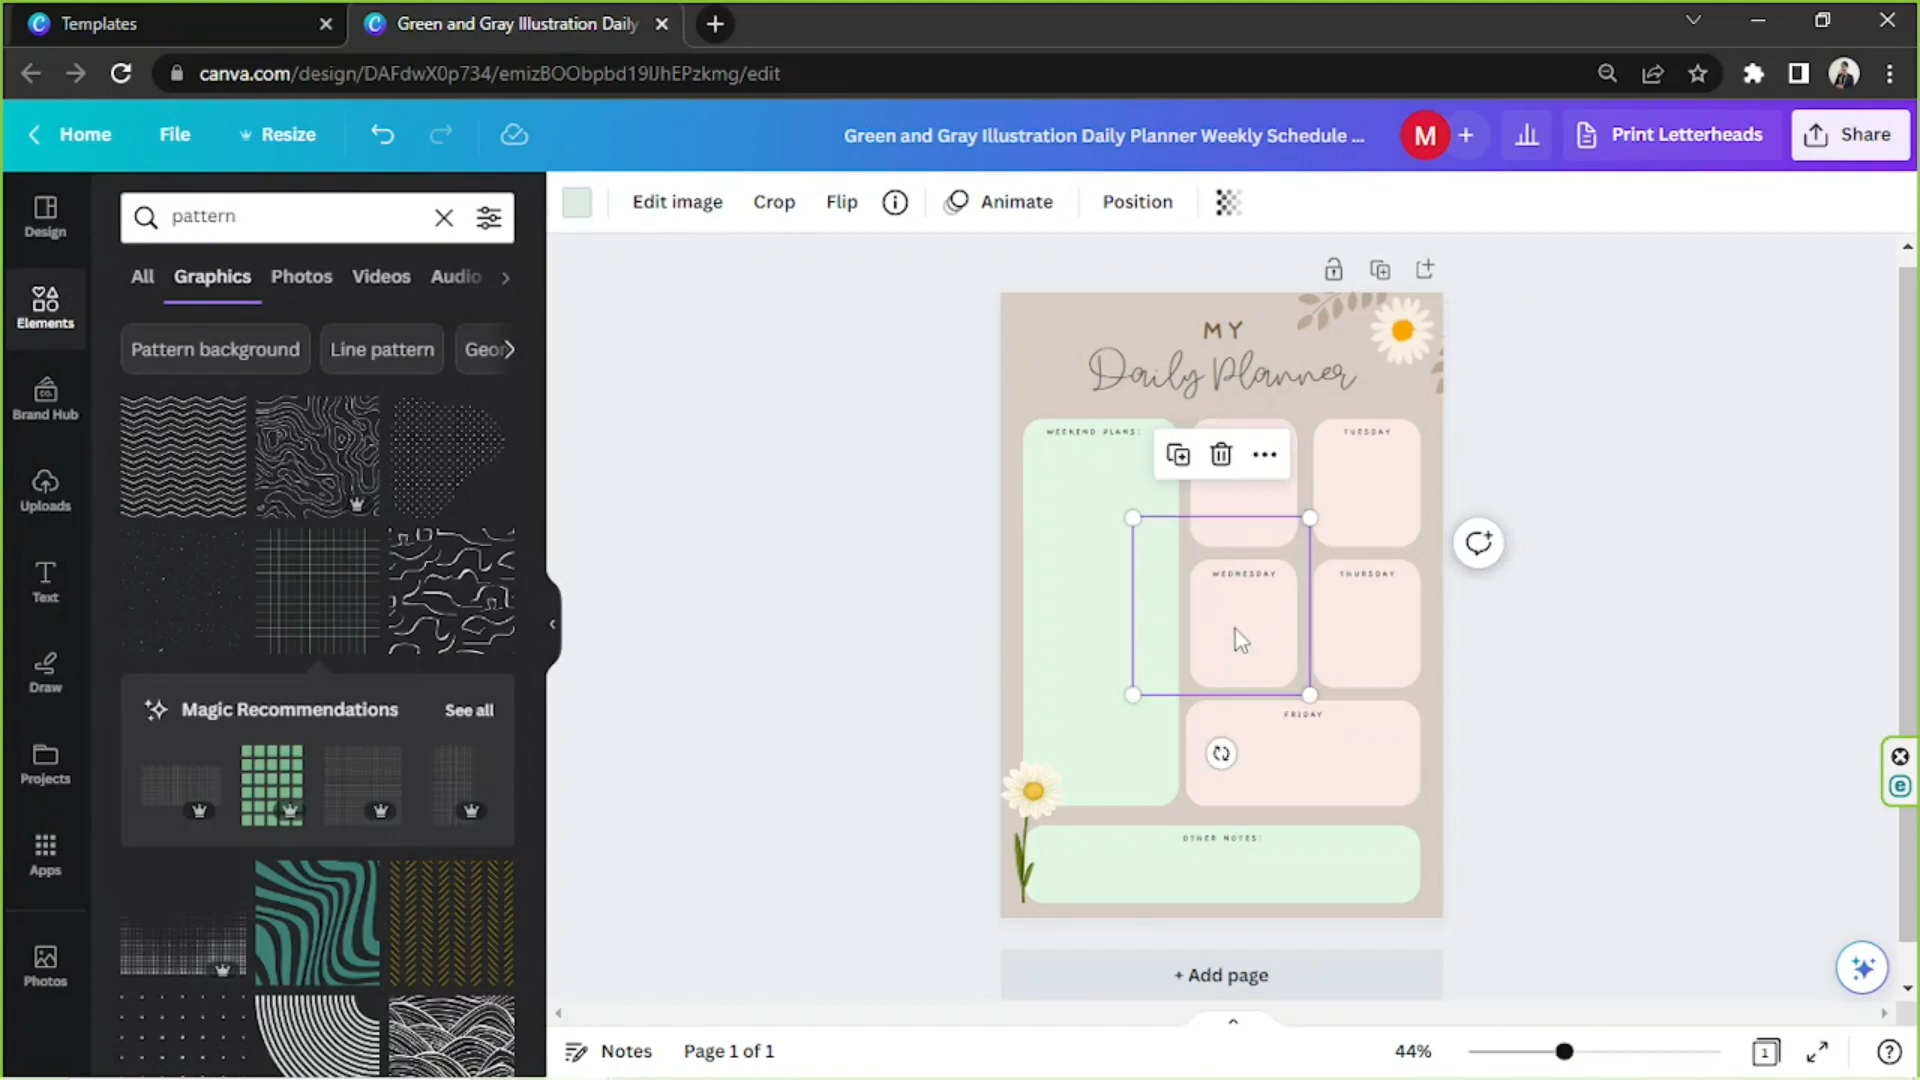 Templates
Green and Gray Illustration Daily
canva.com/design/DAFdwX0p734/emizBOObpbd19IJhEPzkmg/edit
Home
File
Resize
Green and Gray Illustration Daily Planner Weekly Schedule ...
M
Print Letterheads
Share
Design
Elements
Brand Hub
Uploads
Text
Draw
Projects
Apps
Photos
pattern
All
Graphics
Photos
Videos
Audio
Pattern background
Line pattern
Geor
Magic Recommendations
See all
Edit image
Crop
Flip
Animate
Position
MY
Daily Planner
WEEKEND PLANS:
TUESDAY
WEDNESDAY
THURSDAY
FRIDAY
OTHER NOTES:
+ Add page
Notes
Page 1 of 1
44%
1